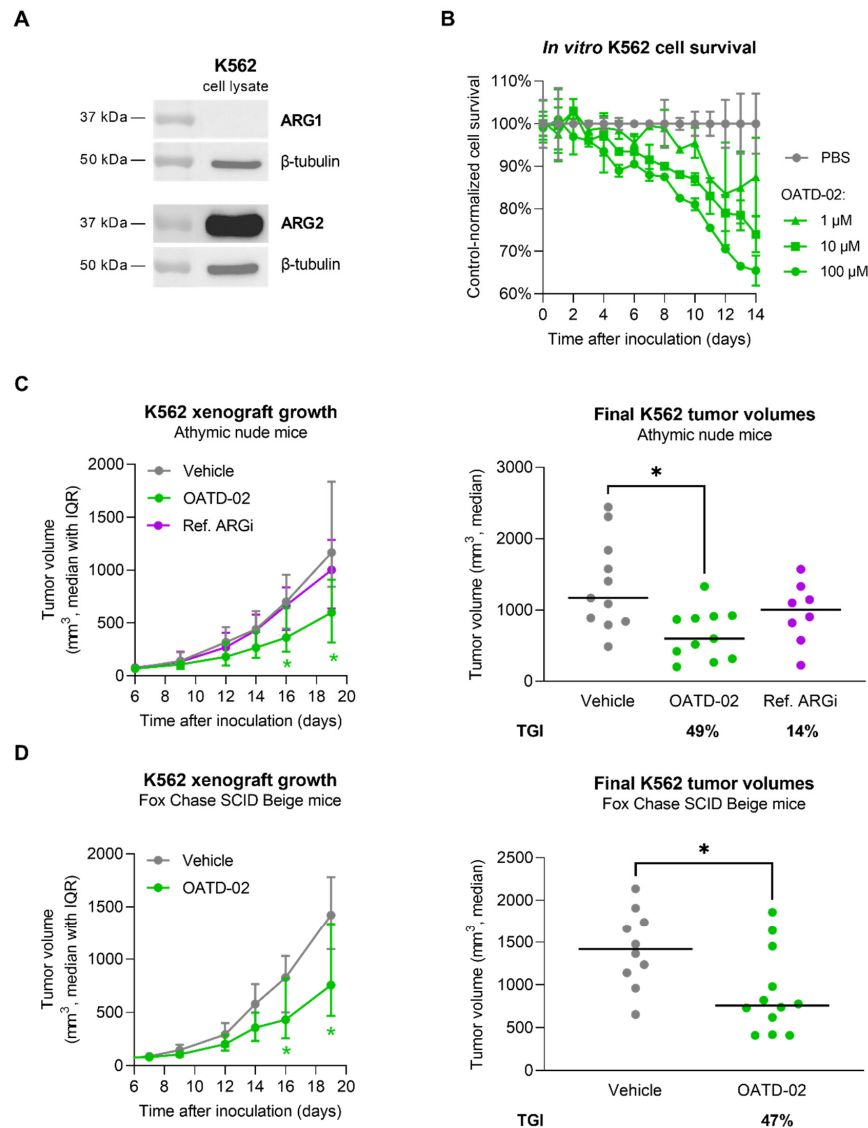 A
K562
cell lysate
37 kDa
ARG1
50 kDa
β-tubulin
37 kDa
ARG2
50 kDa
β-tubulin
B
In vitro K562 cell survival
Control-normalized cell survival
110%
100%
90%
80%
70%
60%
0 2 4 6 8 10 12 14
Time after inoculation (days)
PBS
OATD-02:
1 µM
10 µM
100 µM
C
K562 xenograft growth
Athymic nude mice
Tumor volume
(mm³, median with IQR)
2000
1500
1000
500
0
Vehicle
OATD-02
Ref. ARGi
* *
6 8 10 12 14 16 18 20
Time after inoculation (days)
Final K562 tumor volumes
Athymic nude mice
Tumor volume (mm³, median)
3000
2000
1000
0
*
Vehicle OATD-02 Ref. ARGi
TGI 49% 14%
D
K562 xenograft growth
Fox Chase SCID Beige mice
Tumor volume
(mm³, median with IQR)
2000
1500
1000
500
0
Vehicle
OATD-02
* *
6 8 10 12 14 16 18 20
Time after inoculation (days)
Final K562 tumor volumes
Fox Chase SCID Beige mice
Tumor volume (mm³, median)
2500
2000
1500
1000
500
0
*
Vehicle OATD-02
TGI 47%